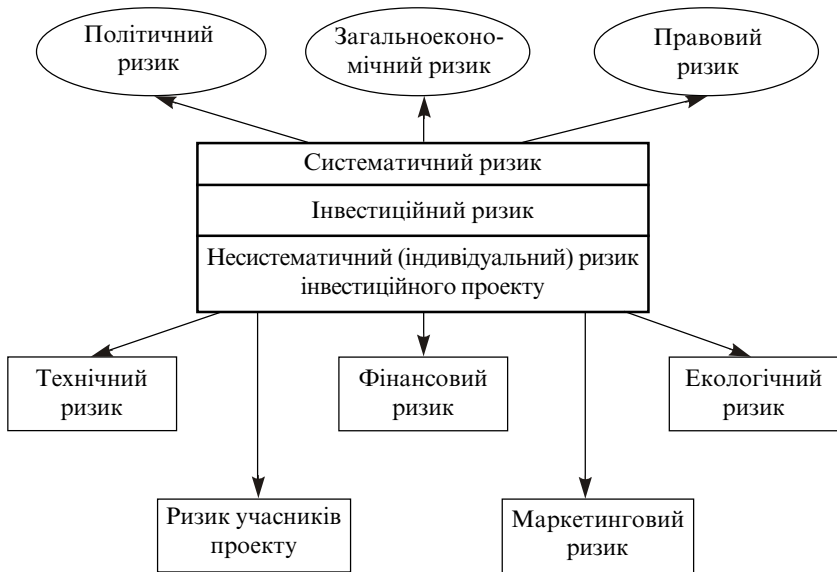 Політичний
ризик
Загальноеконо-
мічний ризик
Правовий
ризик
Систематичний ризик
Інвестиційний ризик
Несистематичний (індивідуальний) ризик
інвестиційного проекту
Технічний
ризик
Фінансовий
ризик
Екологічний
ризик
Ризик учасників
проекту
Маркетинговий
ризик